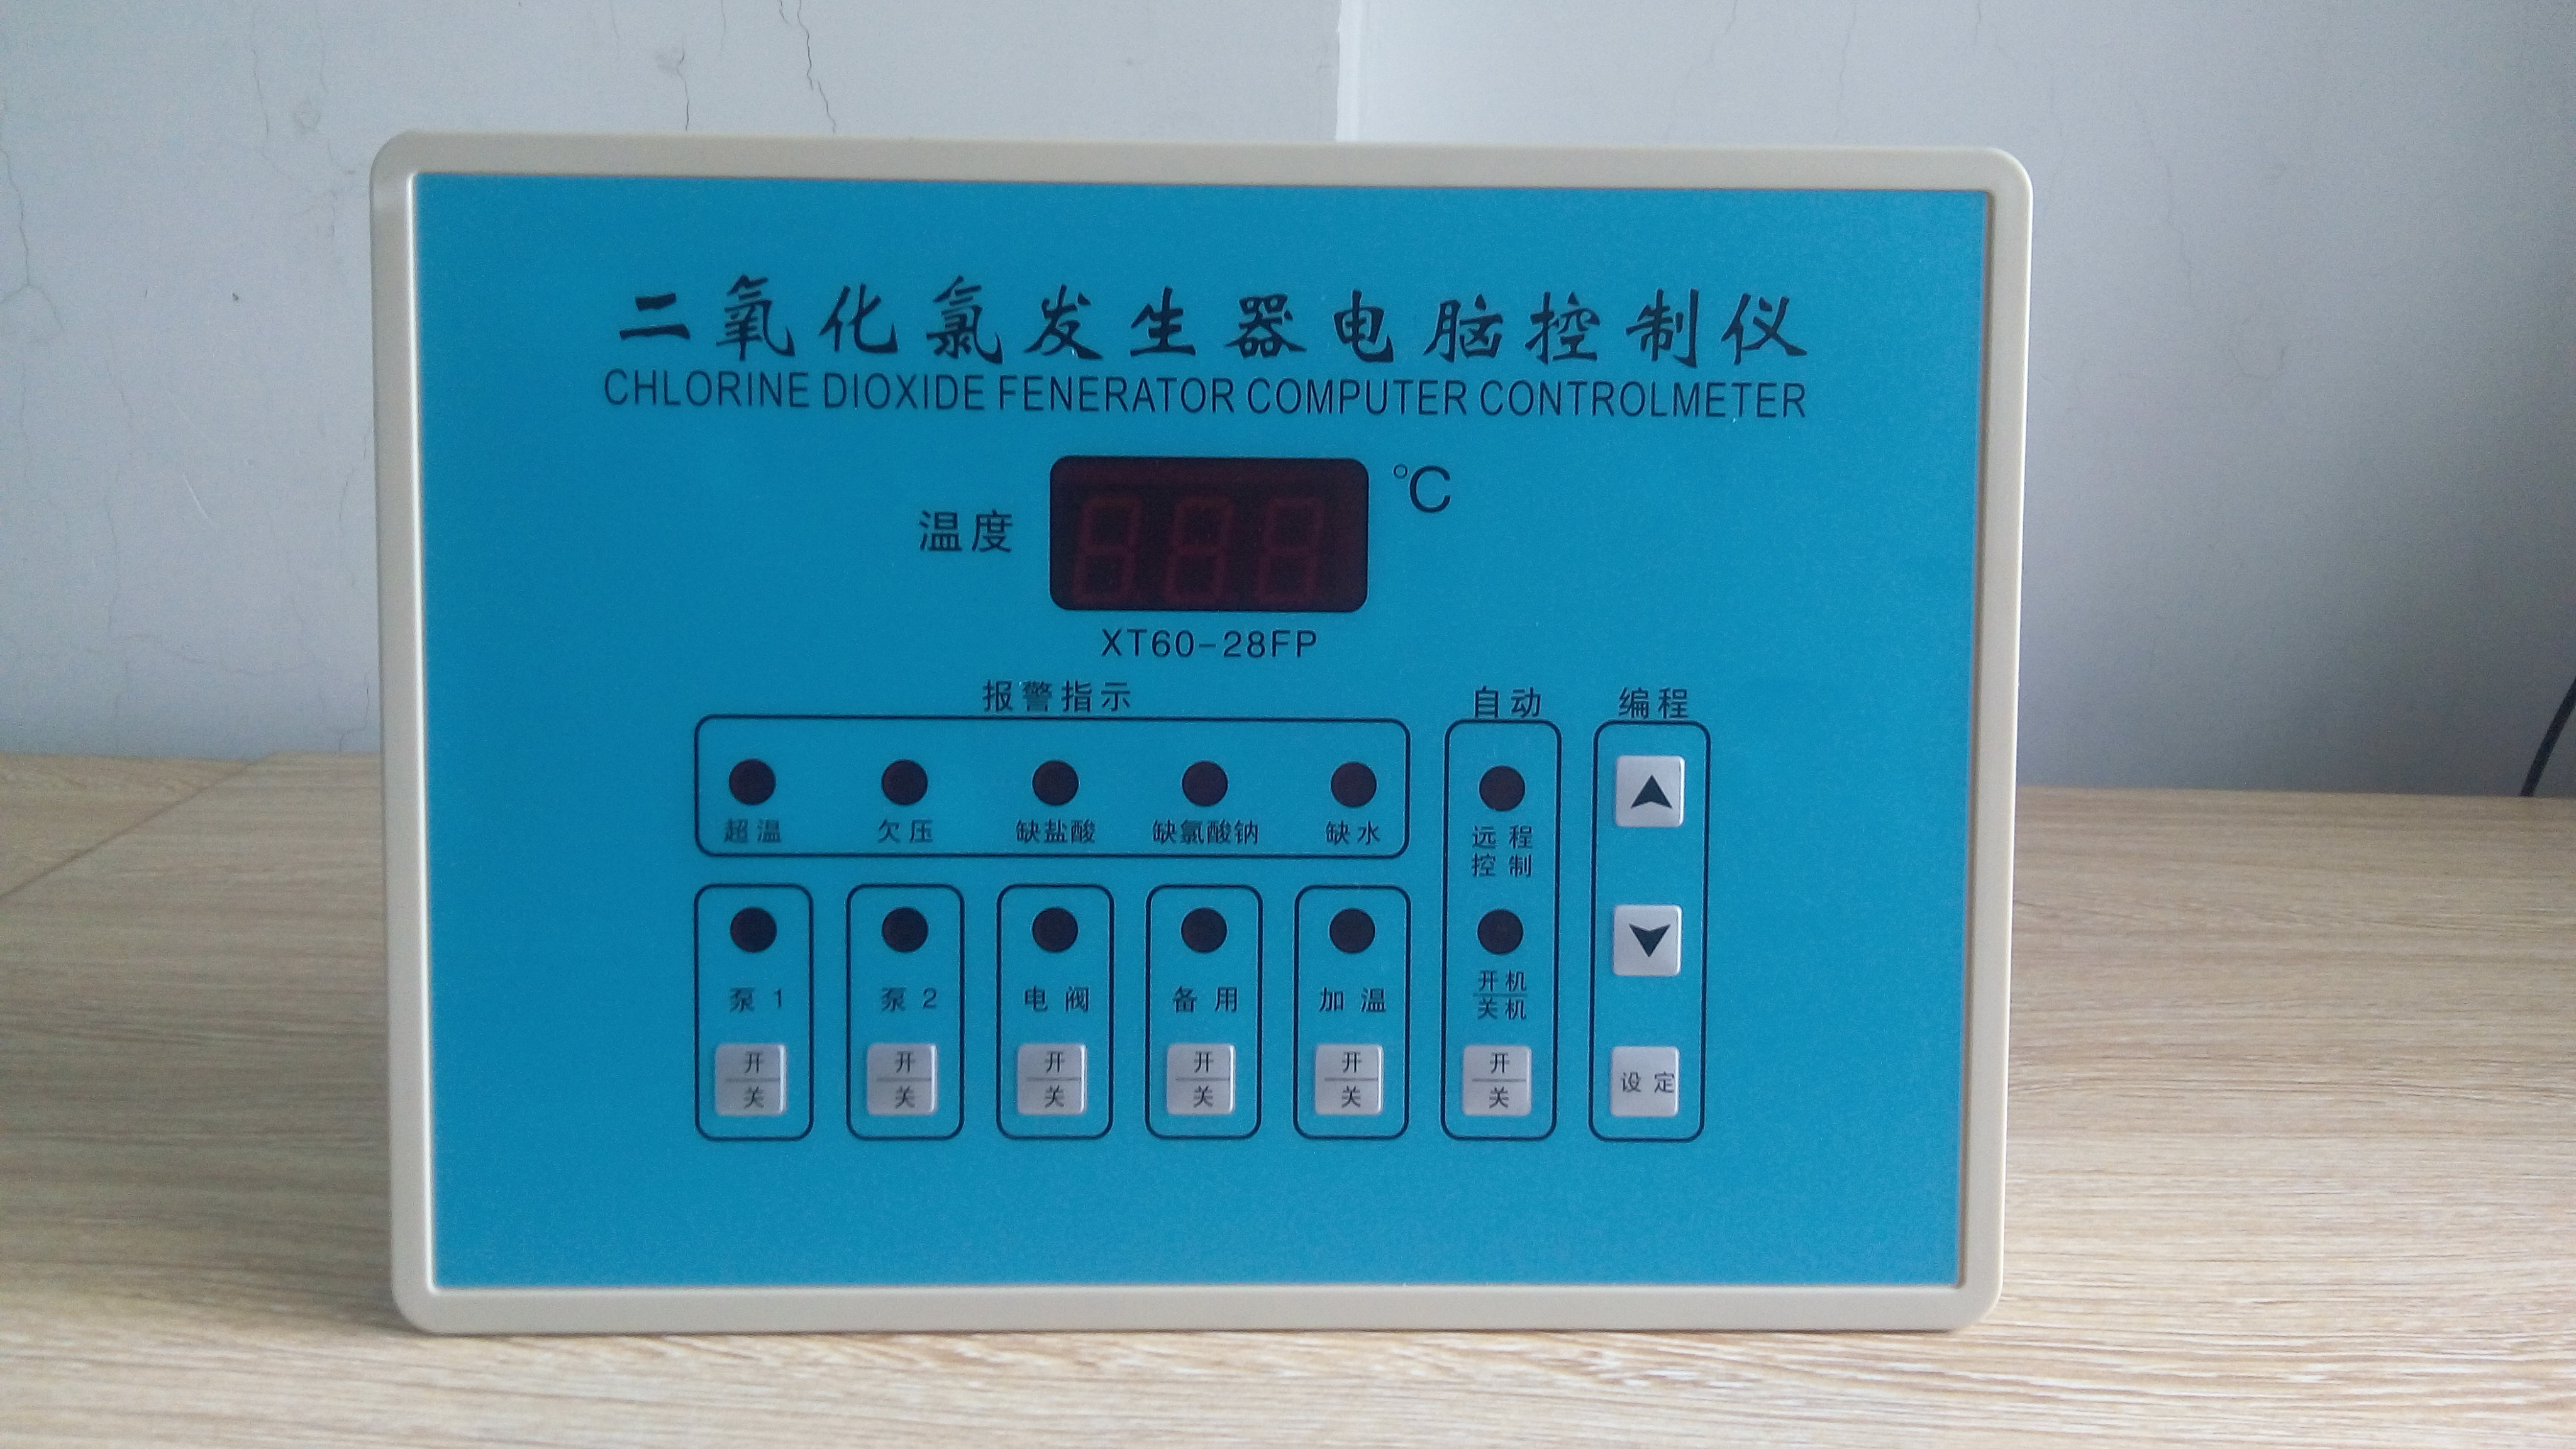 二氧化氯发生器电脑控制仪
CHLORINE DIOXIDE FENERATOR COMPUTER CONTROLMETER
温度
℃
XT60-28FP
报警指示
自动
编程
超温
欠压
缺盐酸
缺氯酸钠
缺水
远程
控制
泵 1
泵 2
电阀
备用
加温
开机
关机
开
关
开
关
开
关
开
关
开
关
开
关
设定